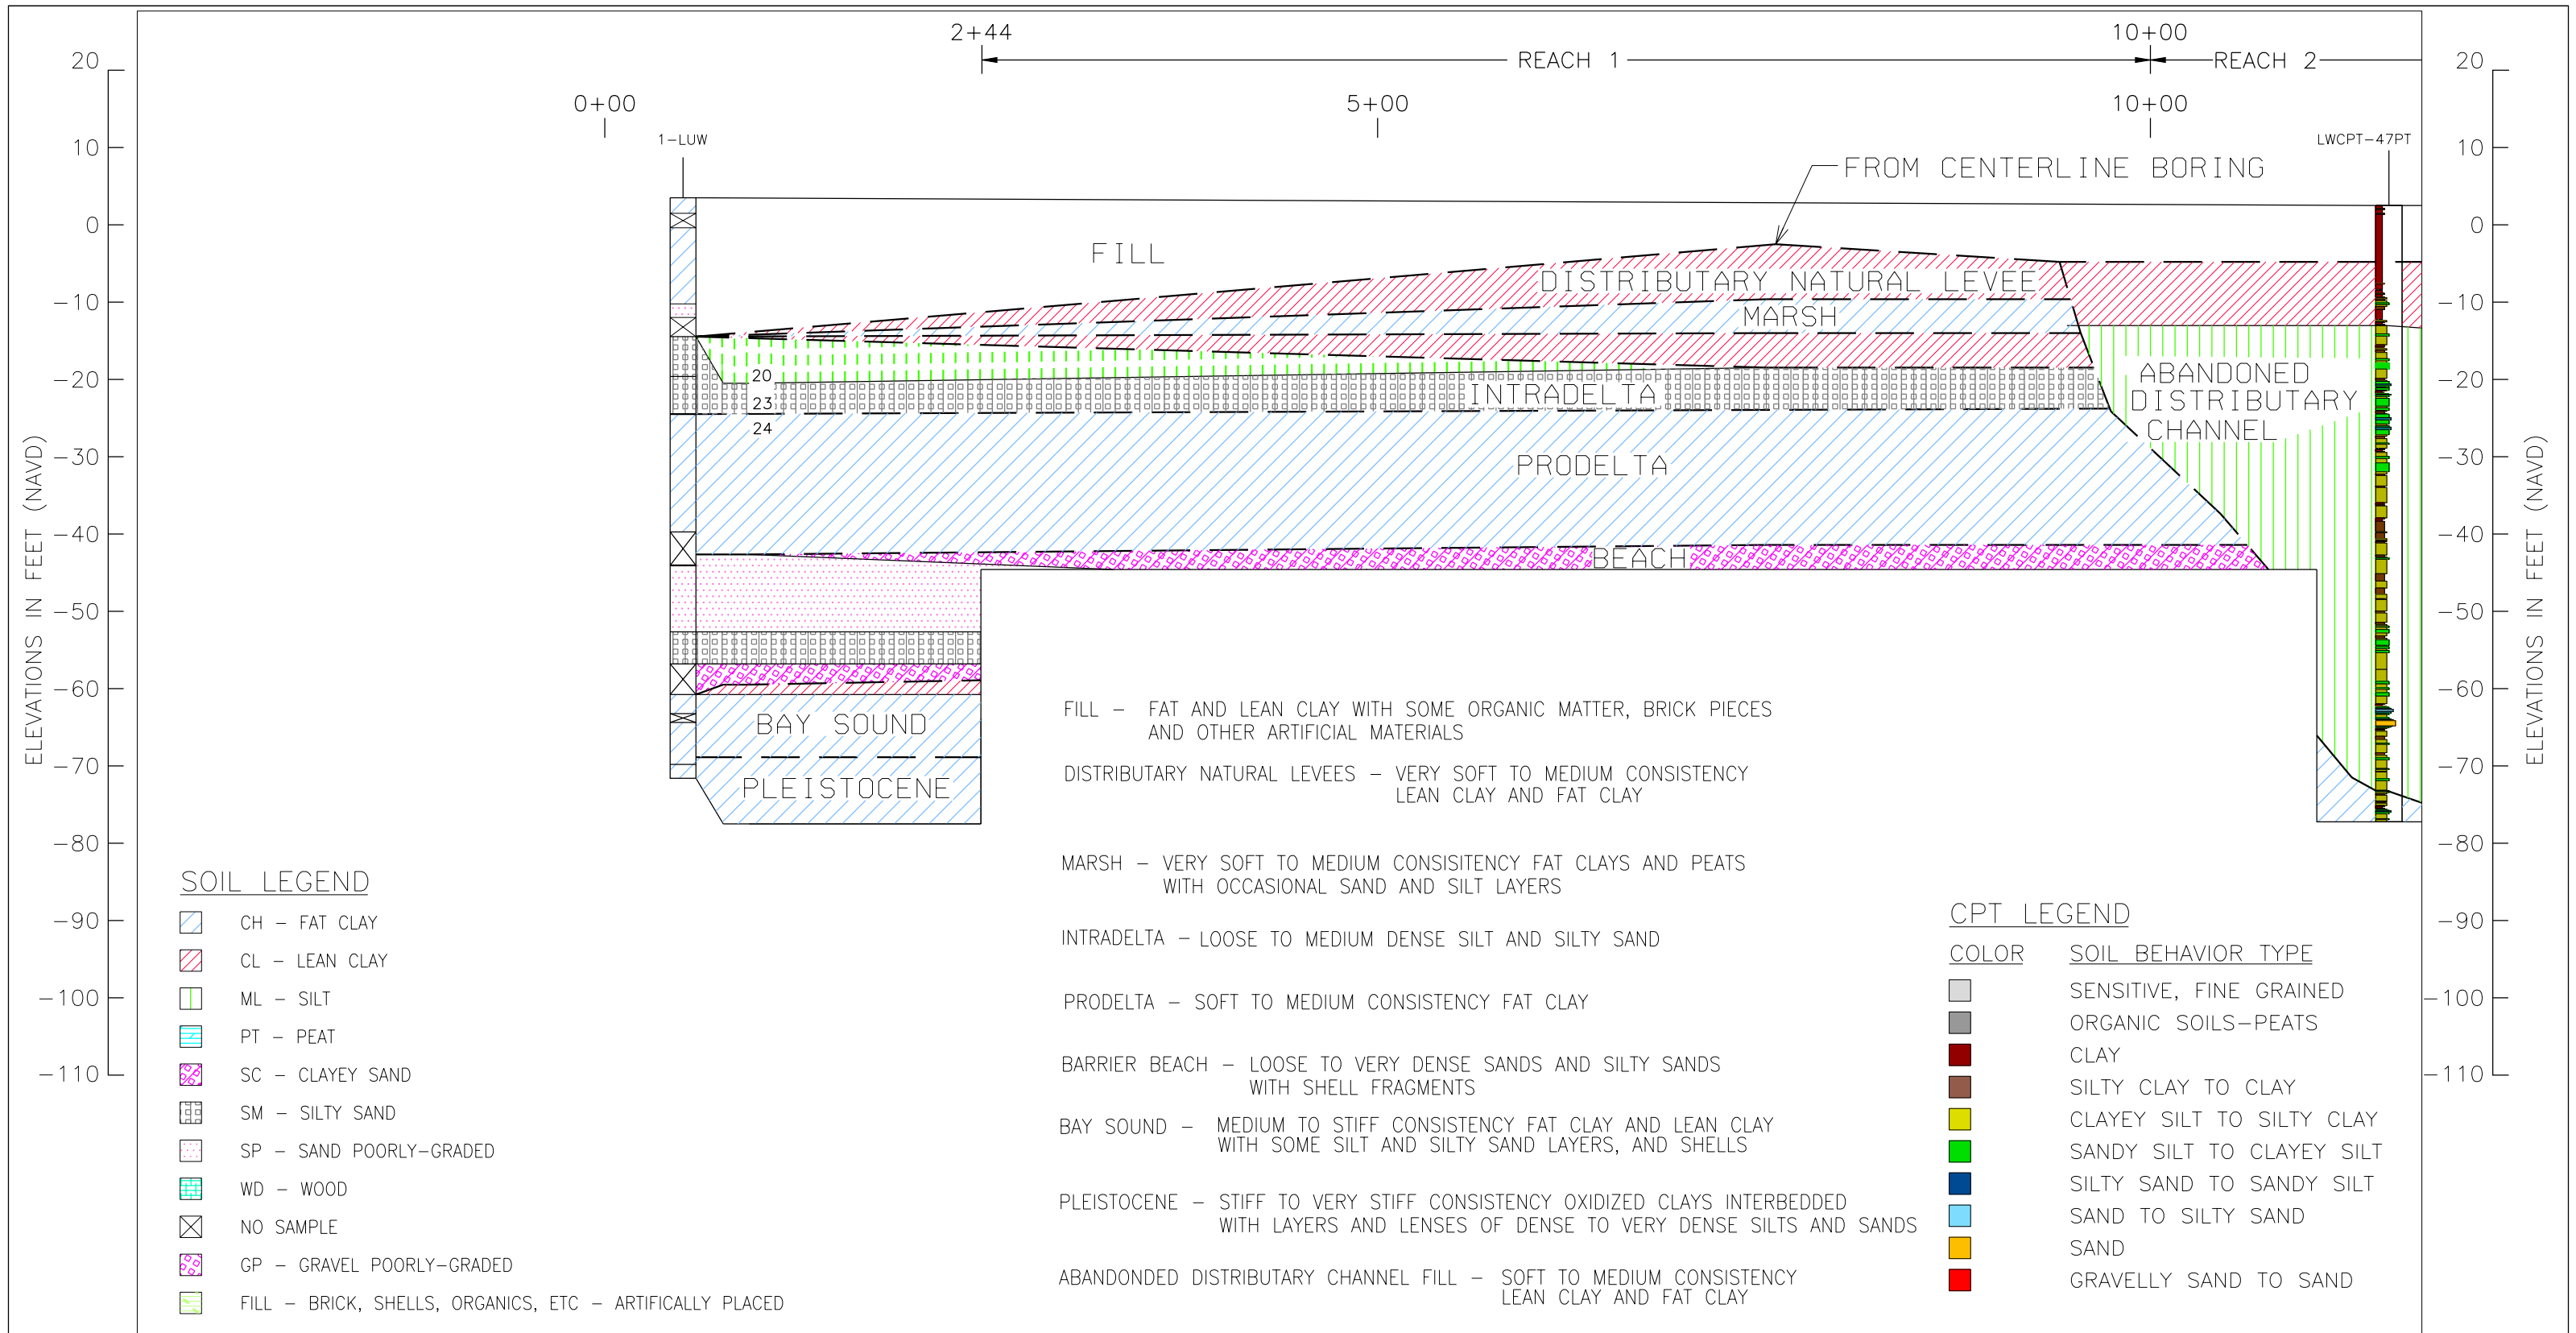 2+44
10+00
REACH 1
REACH 2
0+00
5+00
10+00
1-LUW
LWCPT-47PT
FROM CENTERLINE BORING
20
10
0
-10
-20
-30
-40
-50
-60
-70
-80
-90
-100
-110
ELEVATIONS IN FEET (NAVD)
FILL
DISTRIBUTARY NATURAL LEVEE
MARSH
20
23
24
INTRADELTA
PRODELTA
BEACH
BAY SOUND
PLEISTOCENE
ABANDONED
DISTRIBUTARY
CHANNEL
20
10
0
-10
-20
-30
-40
-50
-60
-70
-80
-90
-100
-110
ELEVATIONS IN FEET (NAVD)
SOIL LEGEND
CH - FAT CLAY
CL - LEAN CLAY
ML - SILT
PT - PEAT
SC - CLAYEY SAND
SM - SILTY SAND
SP - SAND POORLY-GRADED
WD - WOOD
NO SAMPLE
GP - GRAVEL POORLY-GRADED
FILL - BRICK, SHELLS, ORGANICS, ETC - ARTIFICALLY PLACED
FILL - FAT AND LEAN CLAY WITH SOME ORGANIC MATTER, BRICK PIECES
AND OTHER ARTIFICIAL MATERIALS
DISTRIBUTARY NATURAL LEVEES - VERY SOFT TO MEDIUM CONSISTENCY
LEAN CLAY AND FAT CLAY
MARSH - VERY SOFT TO MEDIUM CONSISITENCY FAT CLAYS AND PEATS
WITH OCCASIONAL SAND AND SILT LAYERS
INTRADELTA - LOOSE TO MEDIUM DENSE SILT AND SILTY SAND
PRODELTA - SOFT TO MEDIUM CONSISTENCY FAT CLAY
BARRIER BEACH - LOOSE TO VERY DENSE SANDS AND SILTY SANDS
WITH SHELL FRAGMENTS
BAY SOUND - MEDIUM TO STIFF CONSISTENCY FAT CLAY AND LEAN CLAY
WITH SOME SILT AND SILTY SAND LAYERS, AND SHELLS
PLEISTOCENE - STIFF TO VERY STIFF CONSISTENCY OXIDIZED CLAYS INTERBEDDED
WITH LAYERS AND LENSES OF DENSE TO VERY DENSE SILTS AND SANDS
ABANDONDED DISTRIBUTARY CHANNEL FILL - SOFT TO MEDIUM CONSISTENCY
LEAN CLAY AND FAT CLAY
CPT LEGEND
COLOR SOIL BEHAVIOR TYPE
SENSITIVE, FINE GRAINED
ORGANIC SOILS-PEATS
CLAY
SILTY CLAY TO CLAY
CLAYEY SILT TO SILTY CLAY
SANDY SILT TO CLAYEY SILT
SILTY SAND TO SANDY SILT
SAND TO SILTY SAND
SAND
GRAVELLY SAND TO SAND